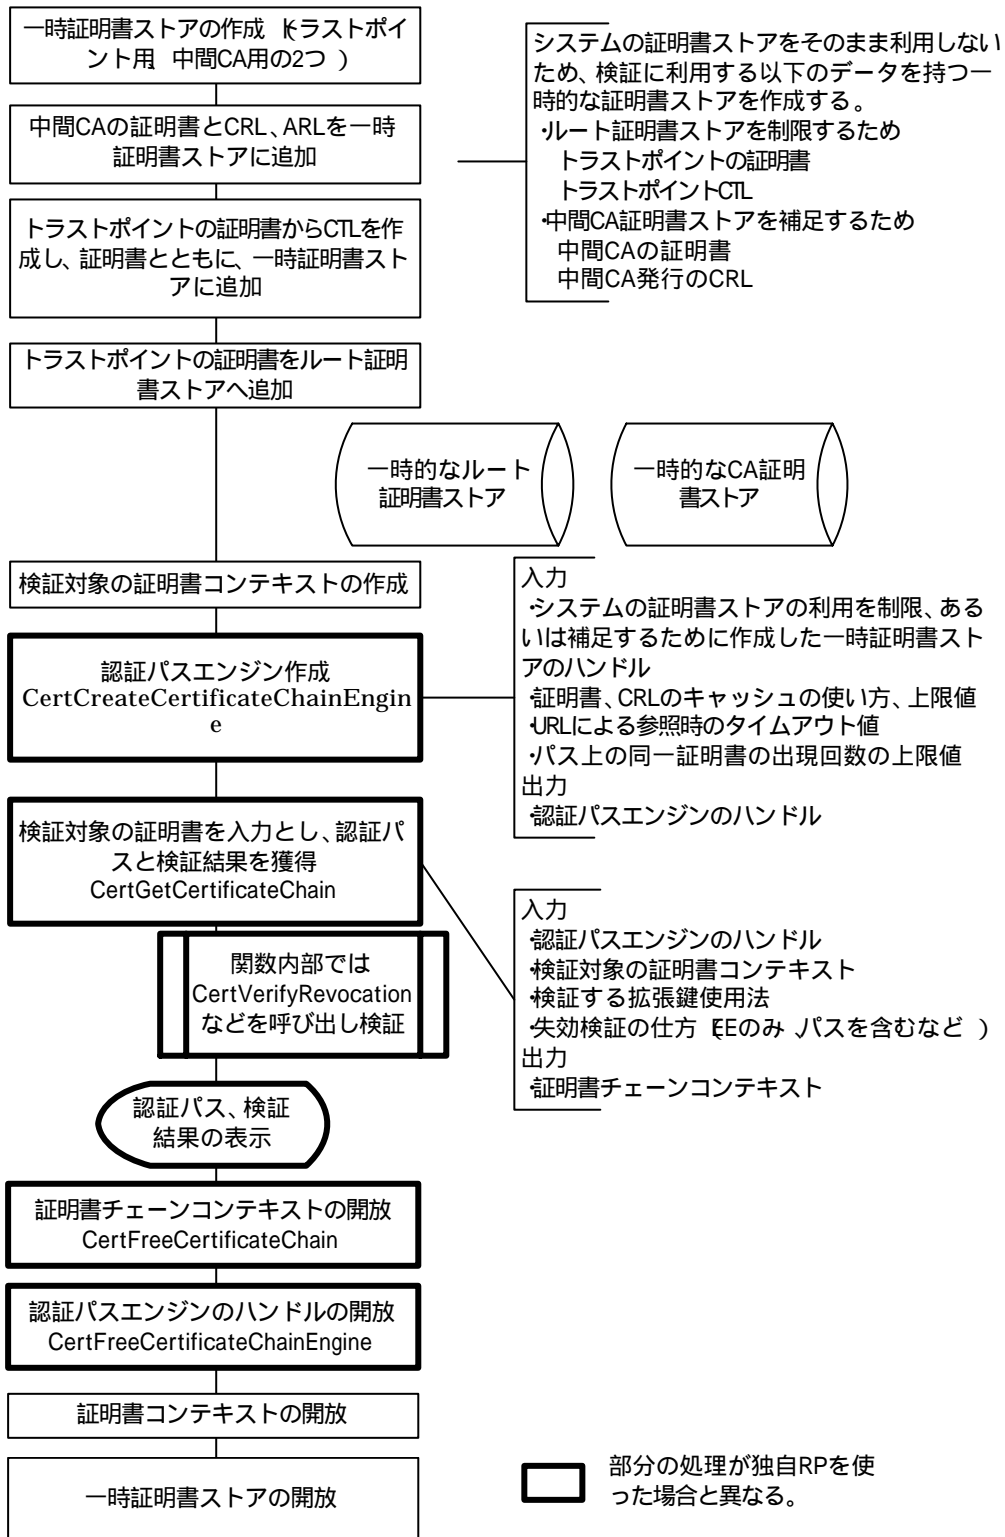 一時証明書ストアの作成 (トラストポイ
ント用、中間CA用の2つ )
中間CAの証明書とCRL、ARLを一時
証明書ストアに追加
トラストポイントの証明書からCTLを作
成し、証明書とともに、一時証明書スト
アに追加
トラストポイントの証明書をルート証明
書ストアへ追加
システムの証明書ストアをそのまま利用しない
ため、検証に利用する以下のデータを持つ一
時的な証明書ストアを作成する。
・ルート証明書ストアを制限するため
トラストポイントの証明書
トラストポイントCTL
・中間CA証明書ストアを補足するため
中間CAの証明書
中間CA発行のCRL
一時的なルート
証明書ストア
一時的なCA証明
書ストア
検証対象の証明書コンテキストの作成
認証パスエンジン作成
CertCreateCertificateChainEngin
e
入力
・システムの証明書ストアの利用を制限、ある
いは補足するために作成した一時証明書スト
アのハンドル
・証明書、CRLのキャッシュの使い方、上限値
・URLによる参照時のタイムアウト値
・パス上の同一証明書の出現回数の上限値
出力
・認証パスエンジンのハンドル
検証対象の証明書を入力とし、認証パ
スと検証結果を獲得
CertGetCertificateChain
関数内部では
CertVerifyRevocation
などを呼び出し検証
入力
・認証パスエンジンのハンドル
・検証対象の証明書コンテキスト
・検証する拡張鍵使用法
・失効検証の仕方 (EEのみ、パスを含むなど )
出力
・証明書チェーンコンテキスト
認証パス、検証
結果の表示
証明書チェーンコンテキストの開放
CertFreeCertificateChain
認証パスエンジンのハンドルの開放
CertFreeCertificateChainEngine
証明書コンテキストの開放
一時証明書ストアの開放
部分の処理が独自RPを使
った場合と異なる。